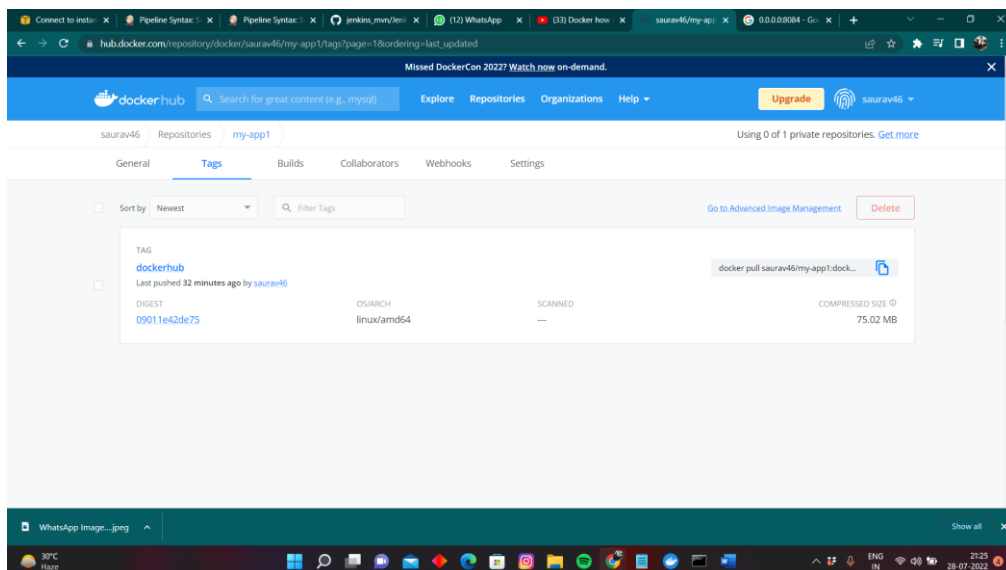 Connect to instan Pipeline Syntax: S Pipeline Syntax: S jenkins_mvn/Jenk (12) WhatsApp (33) Docker how saurav46/my-app 0.0.0.0:8084 - Go
hub.docker.com/repository/docker/saurav46/my-app1/tags?page=1&ordering=last_updated
Missed DockerCon 2022? Watch now on-demand.
dockerhub Search for great content (e.g., mysql) Explore Repositories Organizations Help Upgrade saurav46
saurav46 Repositories my-app1 Using 0 of 1 private repositories. Get more
General Tags Builds Collaborators Webhooks Settings
Sort by Newest Filter Tags Go to Advanced Image Management Delete
TAG
dockerhub docker pull saurav46/my-app1:dock...
Last pushed 32 minutes ago by saurav46
DIGEST OS/ARCH SCANNED COMPRESSED SIZE
09011e42de75 linux/amd64 --- 75.02 MB
WhatsApp Image....jpeg Show all
30°C ENG 21:25
Haze IN 28-07-2022